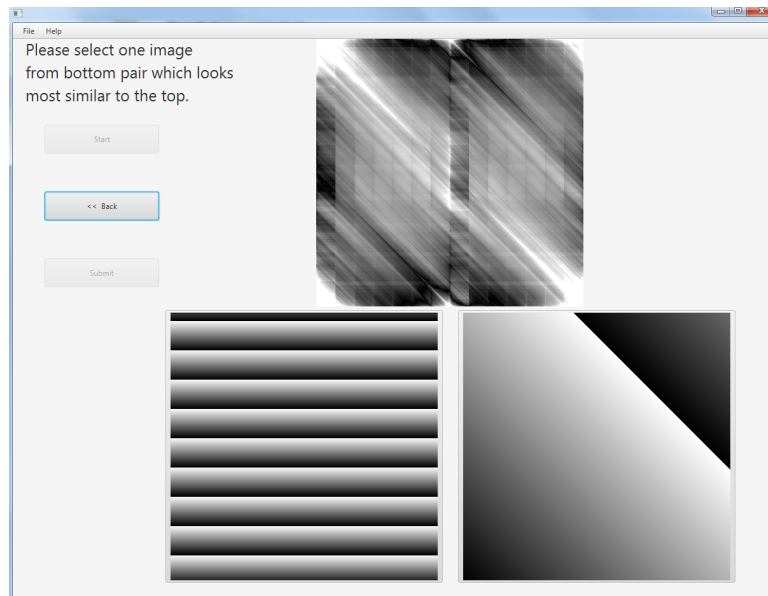 File Help
Please select one image
from bottom pair which looks
most similar to the top.
Start
<< Back
Submit